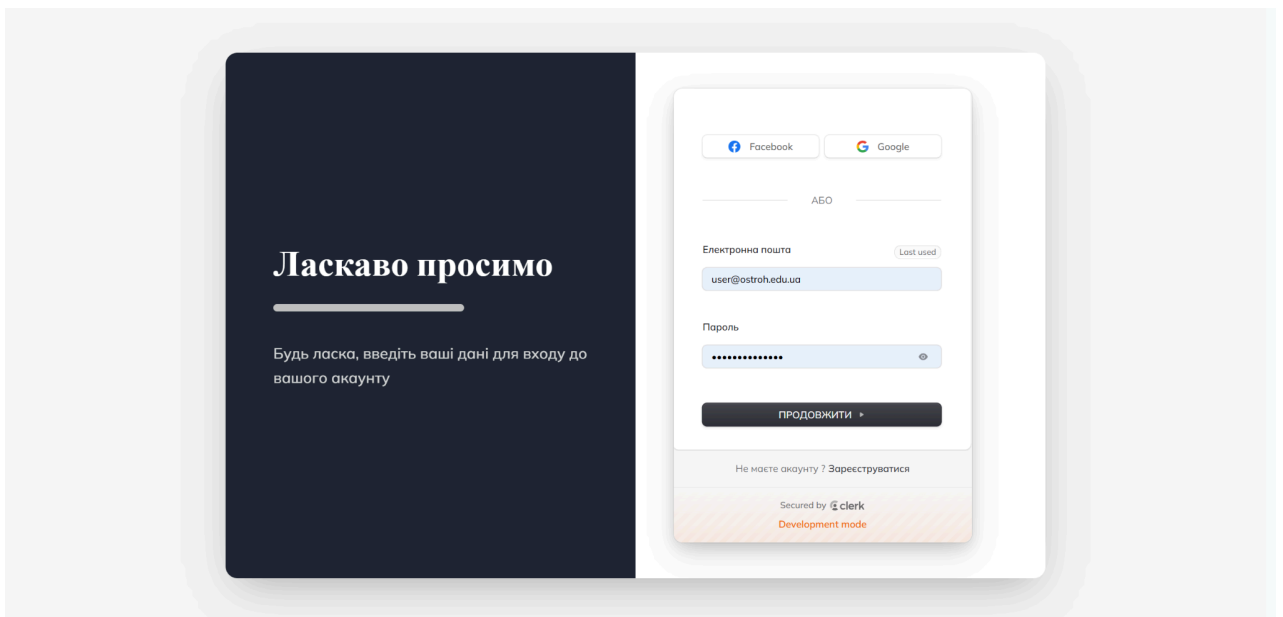 Ласкаво просимо
Будь ласка, введіть ваші дані для входу до
вашого акаунту
Facebook
Google
АБО
Електронна пошта
Last used
user@ostroh.edu.ua
Пароль
••••••••••••••
ПРОДОВЖИТИ
Не маєте акаунту ? Зареєструватися
Secured by clerk
Development mode